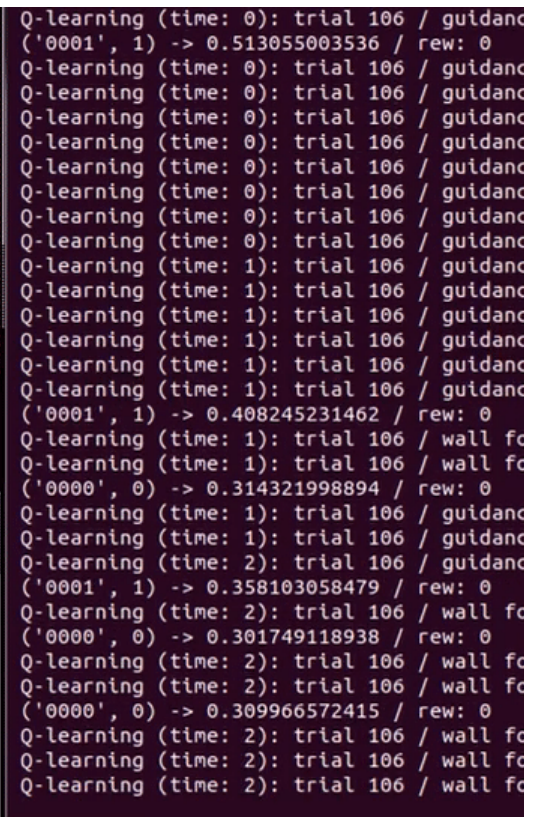 Q-learning (time: 0): trial 106 / guidanc
('0001', 1) -> 0.513055003536 / rew: 0
Q-learning (time: 0): trial 106 / guidanc
Q-learning (time: 0): trial 106 / guidanc
Q-learning (time: 0): trial 106 / guidanc
Q-learning (time: 0): trial 106 / guidanc
Q-learning (time: 0): trial 106 / guidanc
Q-learning (time: 0): trial 106 / guidanc
Q-learning (time: 0): trial 106 / guidanc
Q-learning (time: 0): trial 106 / guidanc
Q-learning (time: 1): trial 106 / guidanc
Q-learning (time: 1): trial 106 / guidanc
Q-learning (time: 1): trial 106 / guidanc
Q-learning (time: 1): trial 106 / guidanc
Q-learning (time: 1): trial 106 / guidanc
Q-learning (time: 1): trial 106 / guidanc
('0001', 1) -> 0.408245231462 / rew: 0
Q-learning (time: 1): trial 106 / wall fo
Q-learning (time: 1): trial 106 / wall fo
('0000', 0) -> 0.314321998894 / rew: 0
Q-learning (time: 1): trial 106 / guidanc
Q-learning (time: 1): trial 106 / guidanc
Q-learning (time: 2): trial 106 / guidanc
('0001', 1) -> 0.358103058479 / rew: 0
Q-learning (time: 2): trial 106 / wall fo
('0000', 0) -> 0.301749118938 / rew: 0
Q-learning (time: 2): trial 106 / wall fo
Q-learning (time: 2): trial 106 / wall fo
('0000', 0) -> 0.309966572415 / rew: 0
Q-learning (time: 2): trial 106 / wall fo
Q-learning (time: 2): trial 106 / wall fo
Q-learning (time: 2): trial 106 / wall fo